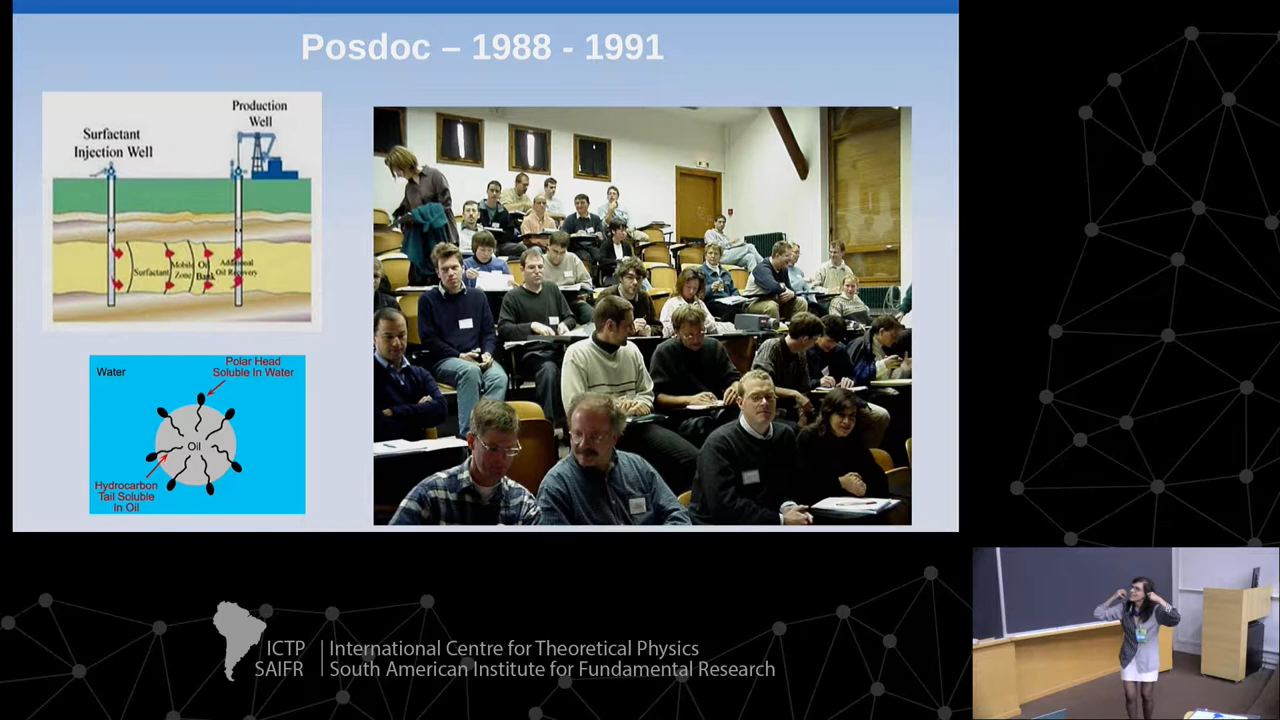 Posdoc – 1988 - 1991
Production
Well
Surfactant
Injection Well
Surfactant
Mobile
Zone
Oil
Bank
Additional
Oil Recovery
Water
Polar Head
Soluble In Water
Oil
Hydrocarbon
Tail Soluble
In Oil
ICTP
SAIFR
International Centre for Theoretical Physics
South American Institute for Fundamental Research